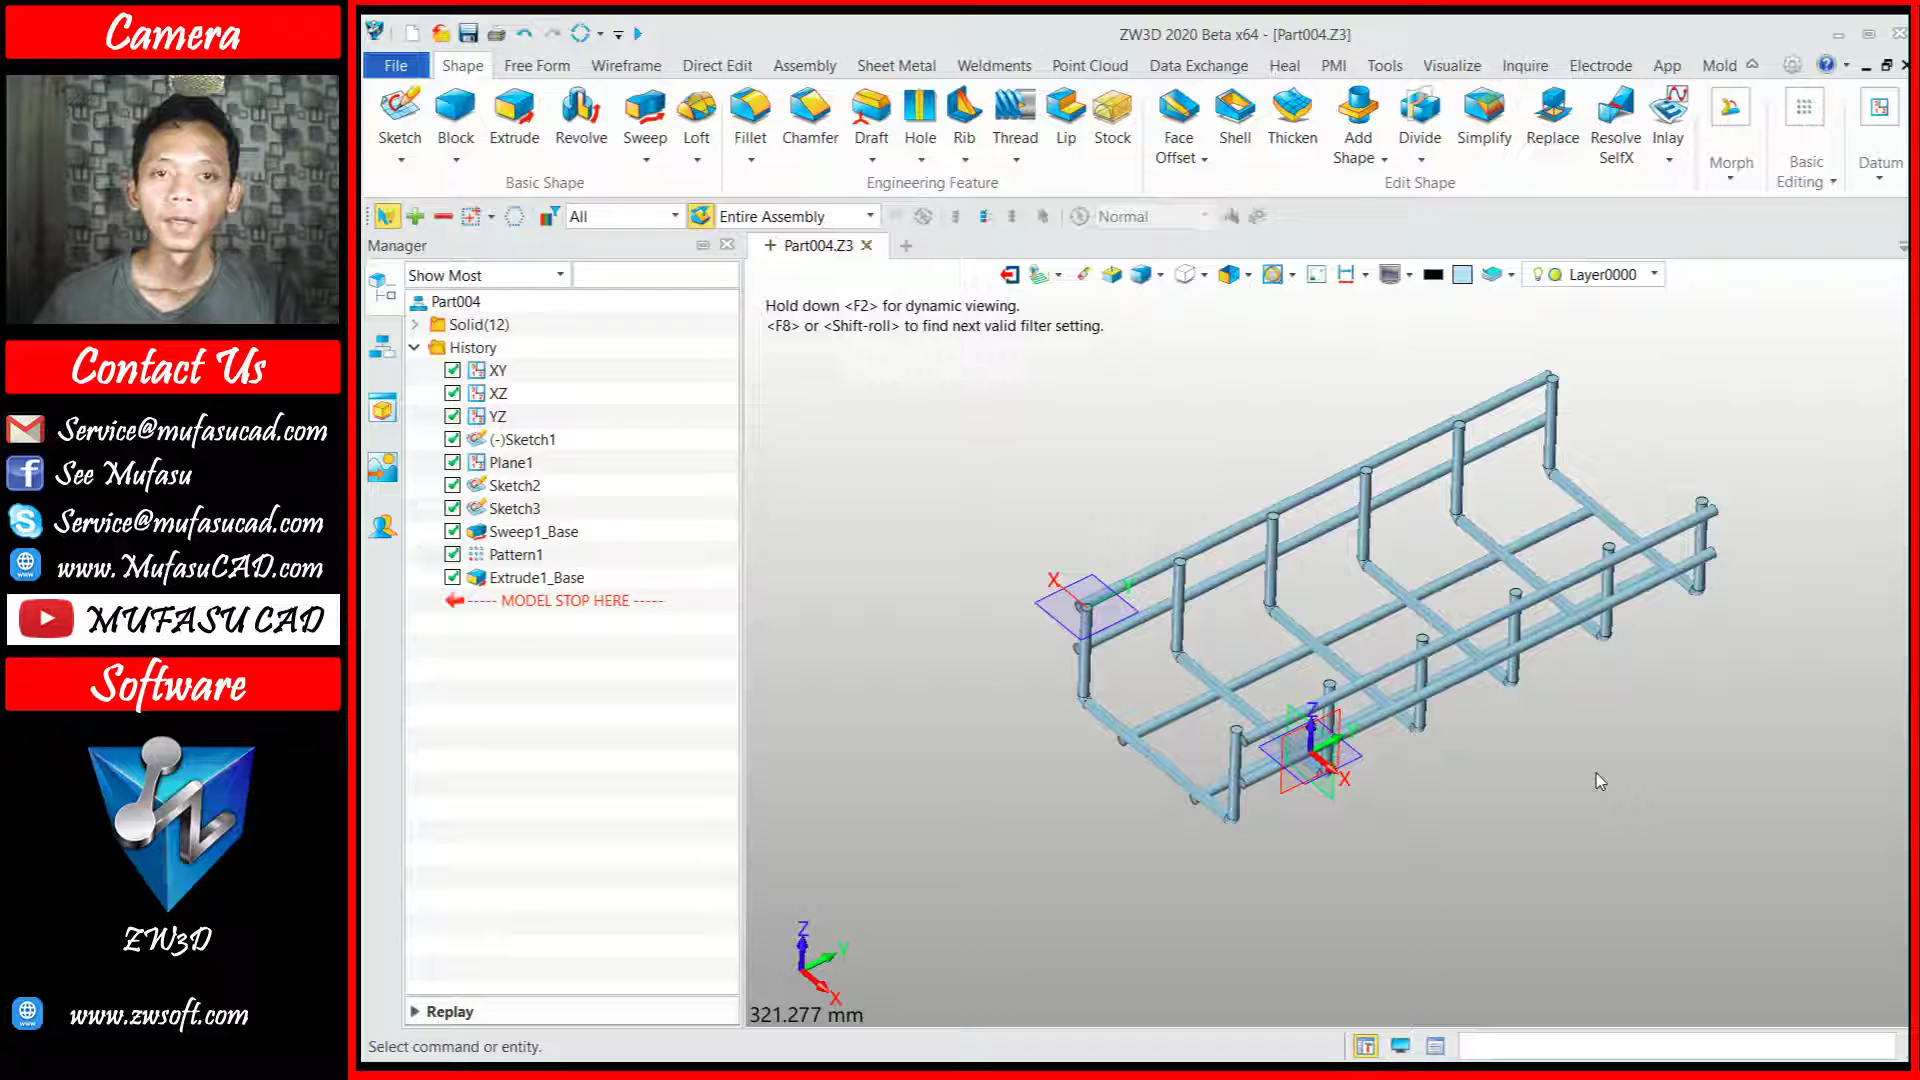 Camera
Contact Us
Service@mufasucad.com
See Mufasu
Service@mufasucad.com
www.MufasuCAD.com
MUFASU CAD
Software
ZW3D
www.zwsoft.com
ZW3D 2020 Beta x64 - [Part004.Z3]
File Shape Free Form Wireframe Direct Edit Assembly Sheet Metal Weldments Point Cloud Data Exchange Heal PMI Tools Visualize Inquire Electrode App Mold
Sketch Block Extrude Revolve Sweep Loft Fillet Chamfer Draft Hole Rib Thread Lip Stock Face Offset Shell Thicken Add Shape Divide Simplify Replace Resolve SelfX Inlay Morph Basic Editing Datum
Basic Shape Engineering Feature Edit Shape
All Entire Assembly Normal
Manager
Part004.Z3
Show Most
Layer0000
Part004
Solid(12)
History
XY
XZ
YZ
(-)Sketch1
Plane1
Sketch2
Sketch3
Sweep1_Base
Pattern1
Extrude1_Base
----- MODEL STOP HERE -----
Replay
Hold down <F2> for dynamic viewing.
<F8> or <Shift-roll> to find next valid filter setting.
X Y
Z Y X
Z Y X
321.277 mm
Select command or entity.